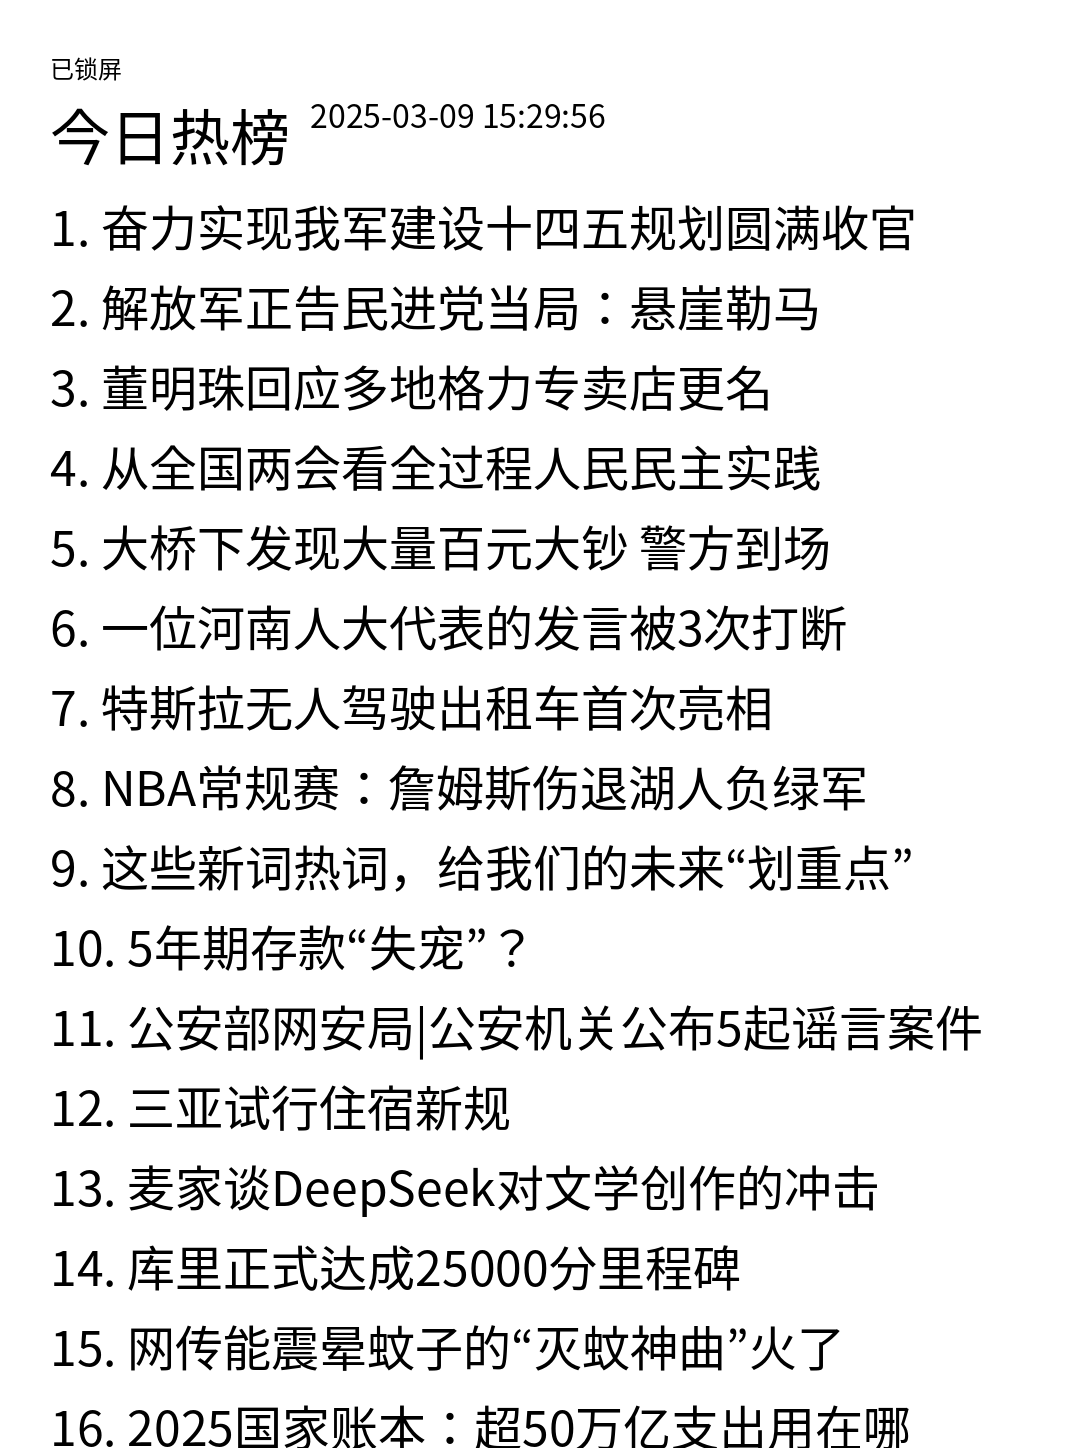 已锁屏
今日热榜 2025-03-09 15:29:56
1. 奋力实现我军建设十四五规划圆满收官
2. 解放军正告民进党当局：悬崖勒马
3. 董明珠回应多地格力专卖店更名
4. 从全国两会看全过程人民民主实践
5. 大桥下发现大量百元大钞 警方到场
6. 一位河南人大代表的发言被3次打断
7. 特斯拉无人驾驶出租车首次亮相
8. NBA常规赛：詹姆斯伤退湖人负绿军
9. 这些新词热词，给我们的未来“划重点”
10. 5年期存款“失宠”？
11. 公安部网安局|公安机关公布5起谣言案件
12. 三亚试行住宿新规
13. 麦家谈DeepSeek对文学创作的冲击
14. 库里正式达成25000分里程碑
15. 网传能震晕蚊子的“灭蚊神曲”火了
16. 2025国家账本：超50万亿支出用在哪